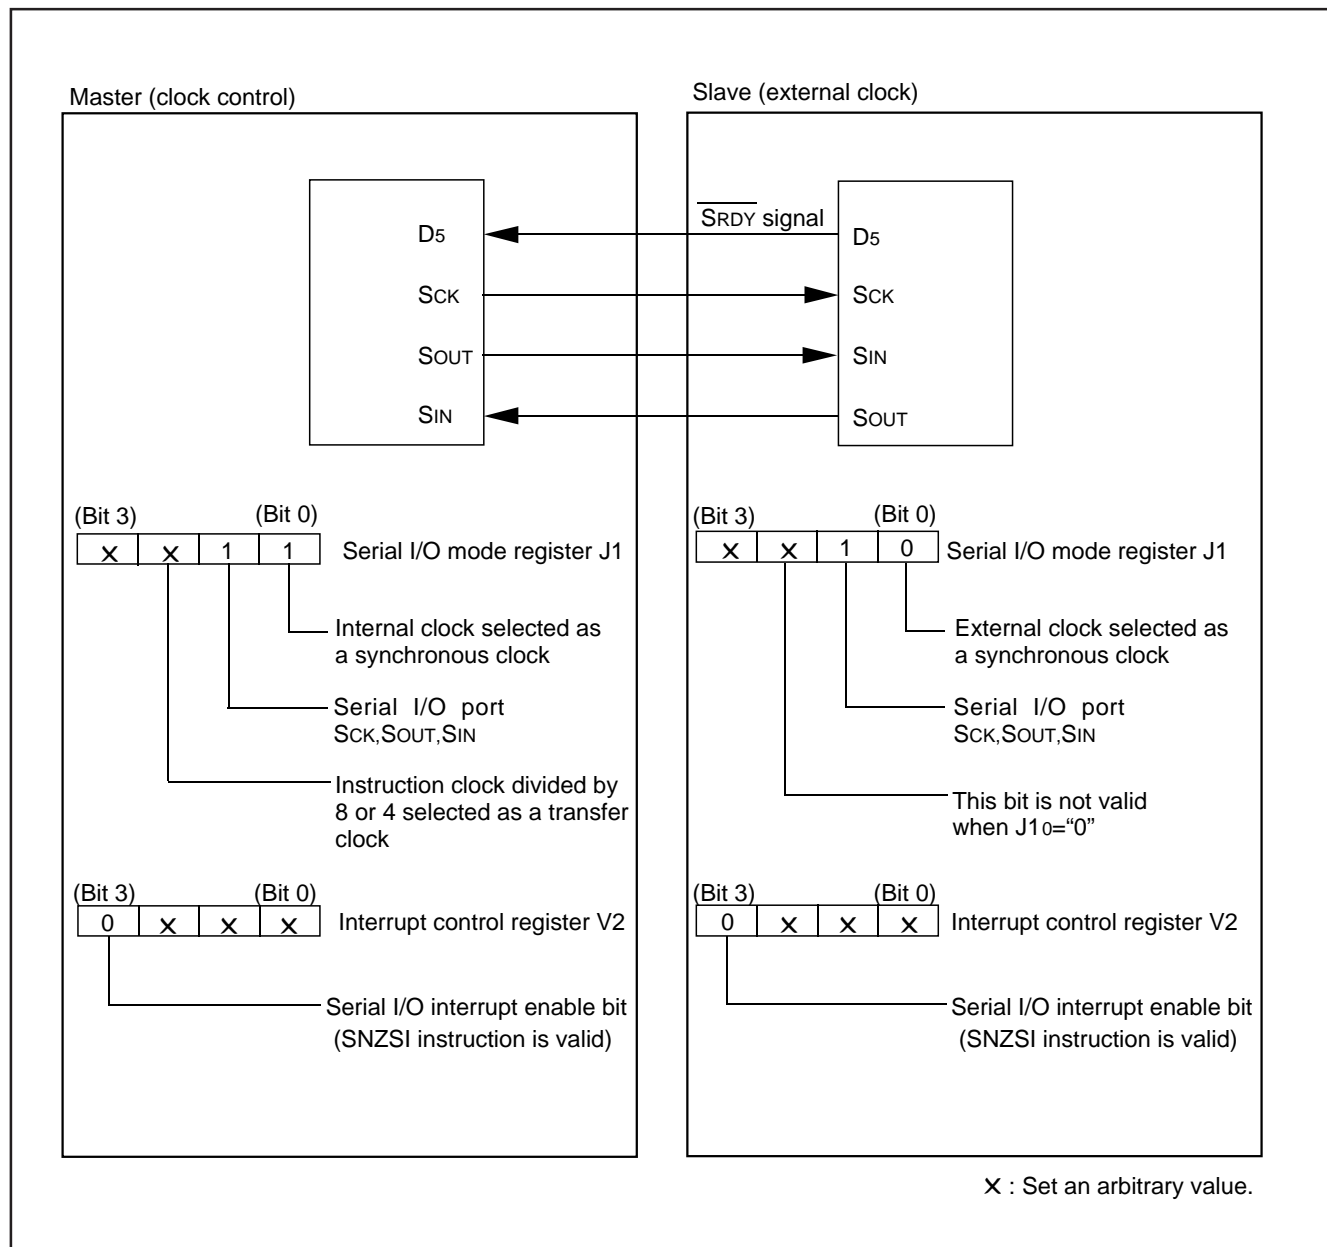 Master (clock control)
Slave (external clock)
SRDY signal
D5
SCK
SOUT
SIN
D5
SCK
SIN
SOUT
(Bit 3) (Bit 0)
× × 1 1 Serial I/O mode register J1
Internal clock selected as
a synchronous clock
Serial I/O port
SCK,SOUT,SIN
Instruction clock divided by
8 or 4 selected as a transfer
clock
(Bit 3) (Bit 0)
0 × × × Interrupt control register V2
Serial I/O interrupt enable bit
(SNZSI instruction is valid)
(Bit 3) (Bit 0)
× × 1 0 Serial I/O mode register J1
External clock selected as
a synchronous clock
Serial I/O port
SCK,SOUT,SIN
This bit is not valid
when J10=“0”
(Bit 3) (Bit 0)
0 × × × Interrupt control register V2
Serial I/O interrupt enable bit
(SNZSI instruction is valid)
× : Set an arbitrary value.